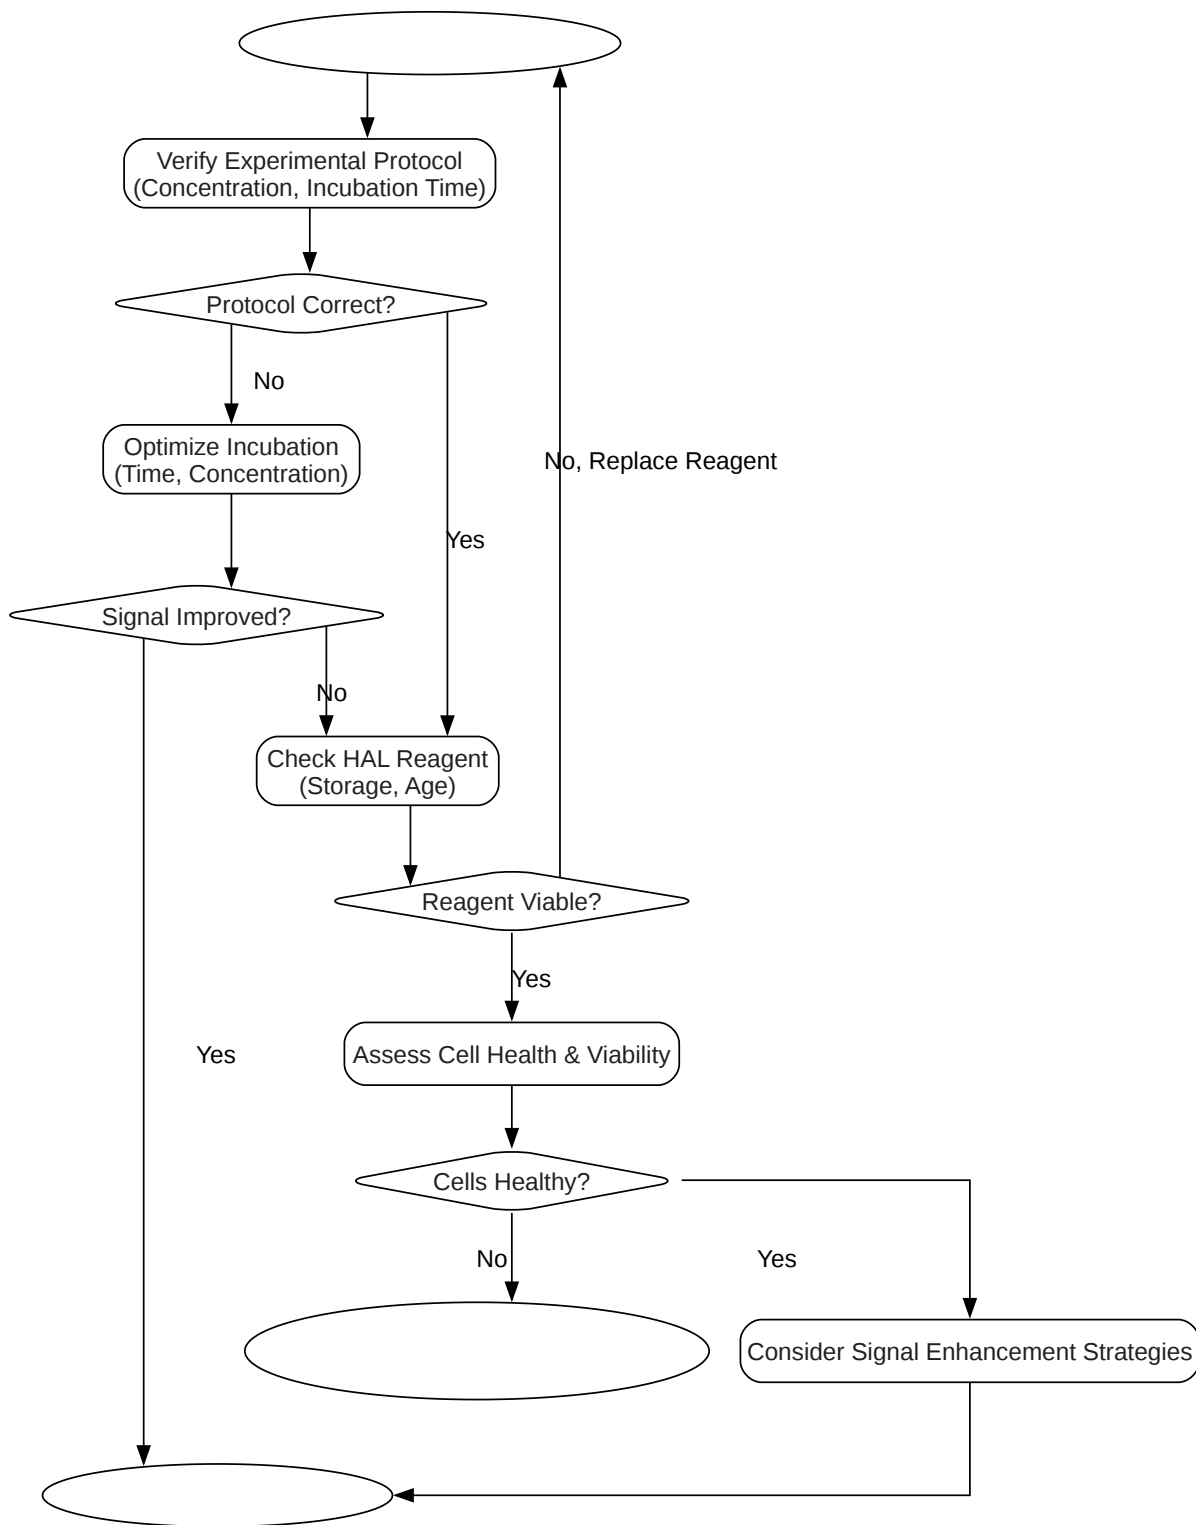 Verify Experimental Protocol
(Concentration, Incubation Time)
Protocol Correct?
No
Optimize Incubation
(Time, Concentration)
No, Replace Reagent
Yes
Signal Improved?
No
Check HAL Reagent
(Storage, Age)
Reagent Viable?
Yes
Assess Cell Health & Viability
Yes
Cells Healthy?
No
Yes
Consider Signal Enhancement Strategies